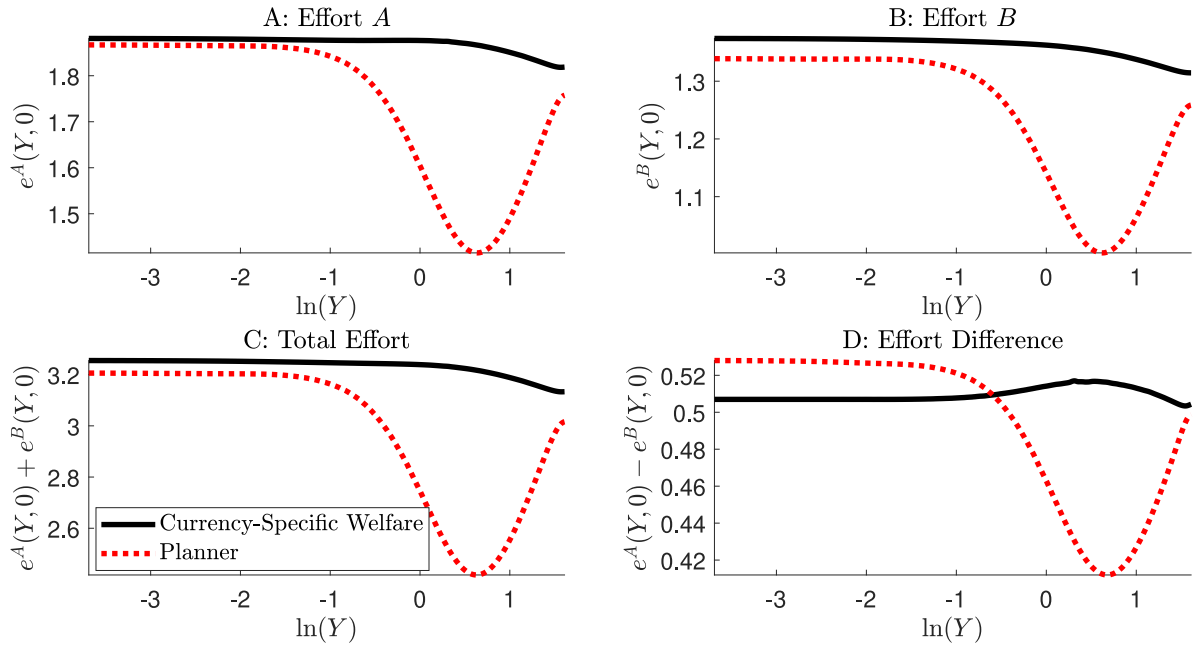 A: Effort A
e^A(Y, 0)
1.8
1.7
1.6
1.5
-3 -2 -1 0 1
ln(Y)
B: Effort B
e^B(Y, 0)
1.3
1.2
1.1
-3 -2 -1 0 1
ln(Y)
C: Total Effort
e^A(Y, 0) + e^B(Y, 0)
3.2
3
2.8
2.6
Currency-Specific Welfare
Planner
-3 -2 -1 0 1
ln(Y)
D: Effort Difference
e^A(Y, 0) − e^B(Y, 0)
0.52
0.5
0.48
0.46
0.44
0.42
-3 -2 -1 0 1
ln(Y)